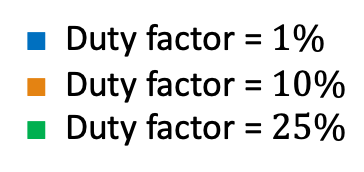 Duty factor = 1%
Duty factor = 10%
Duty factor = 25%